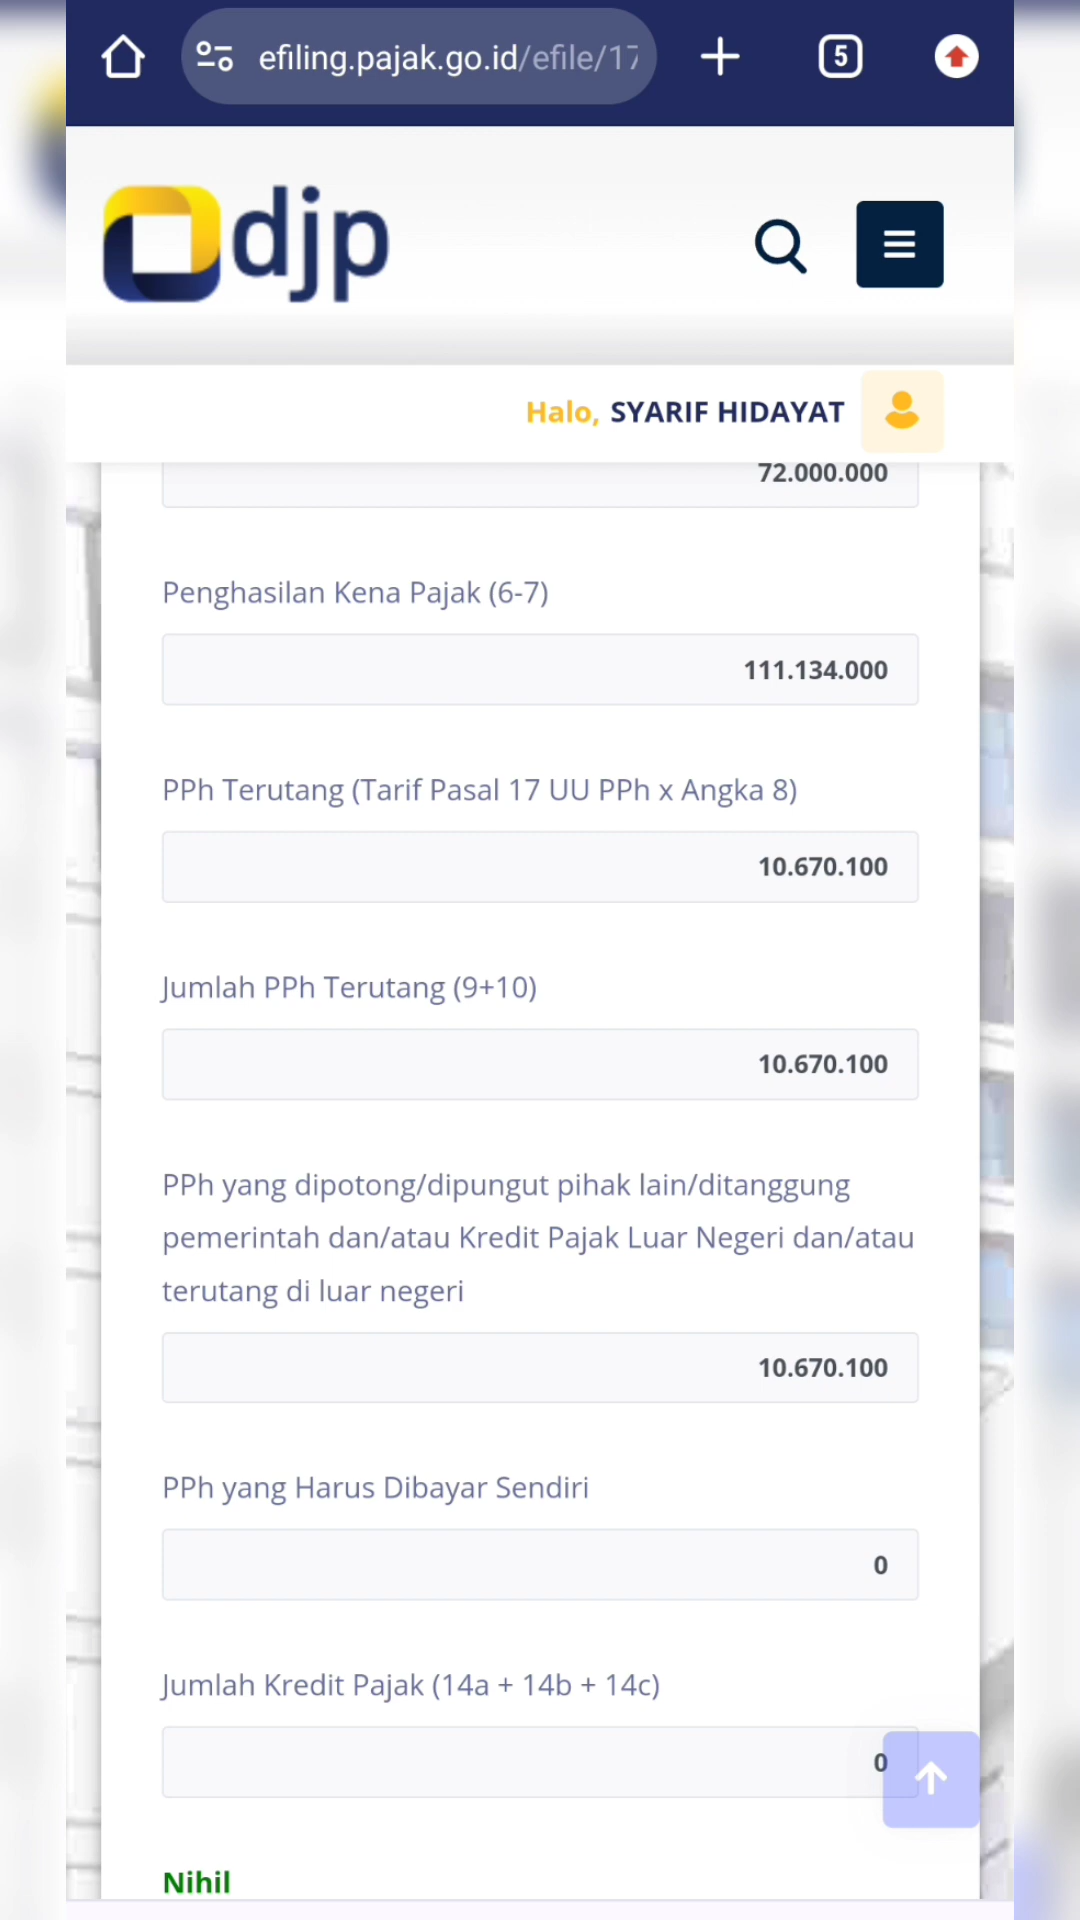 efiling.pajak.go.id/efile/17
5
djp
Halo, SYARIF HIDAYAT
72.000.000
Penghasilan Kena Pajak (6-7)
111.134.000
PPh Terutang (Tarif Pasal 17 UU PPh x Angka 8)
10.670.100
Jumlah PPh Terutang (9+10)
10.670.100
PPh yang dipotong/dipungut pihak lain/ditanggung
pemerintah dan/atau Kredit Pajak Luar Negeri dan/atau
terutang di luar negeri
10.670.100
PPh yang Harus Dibayar Sendiri
0
Jumlah Kredit Pajak (14a + 14b + 14c)
0
Nihil